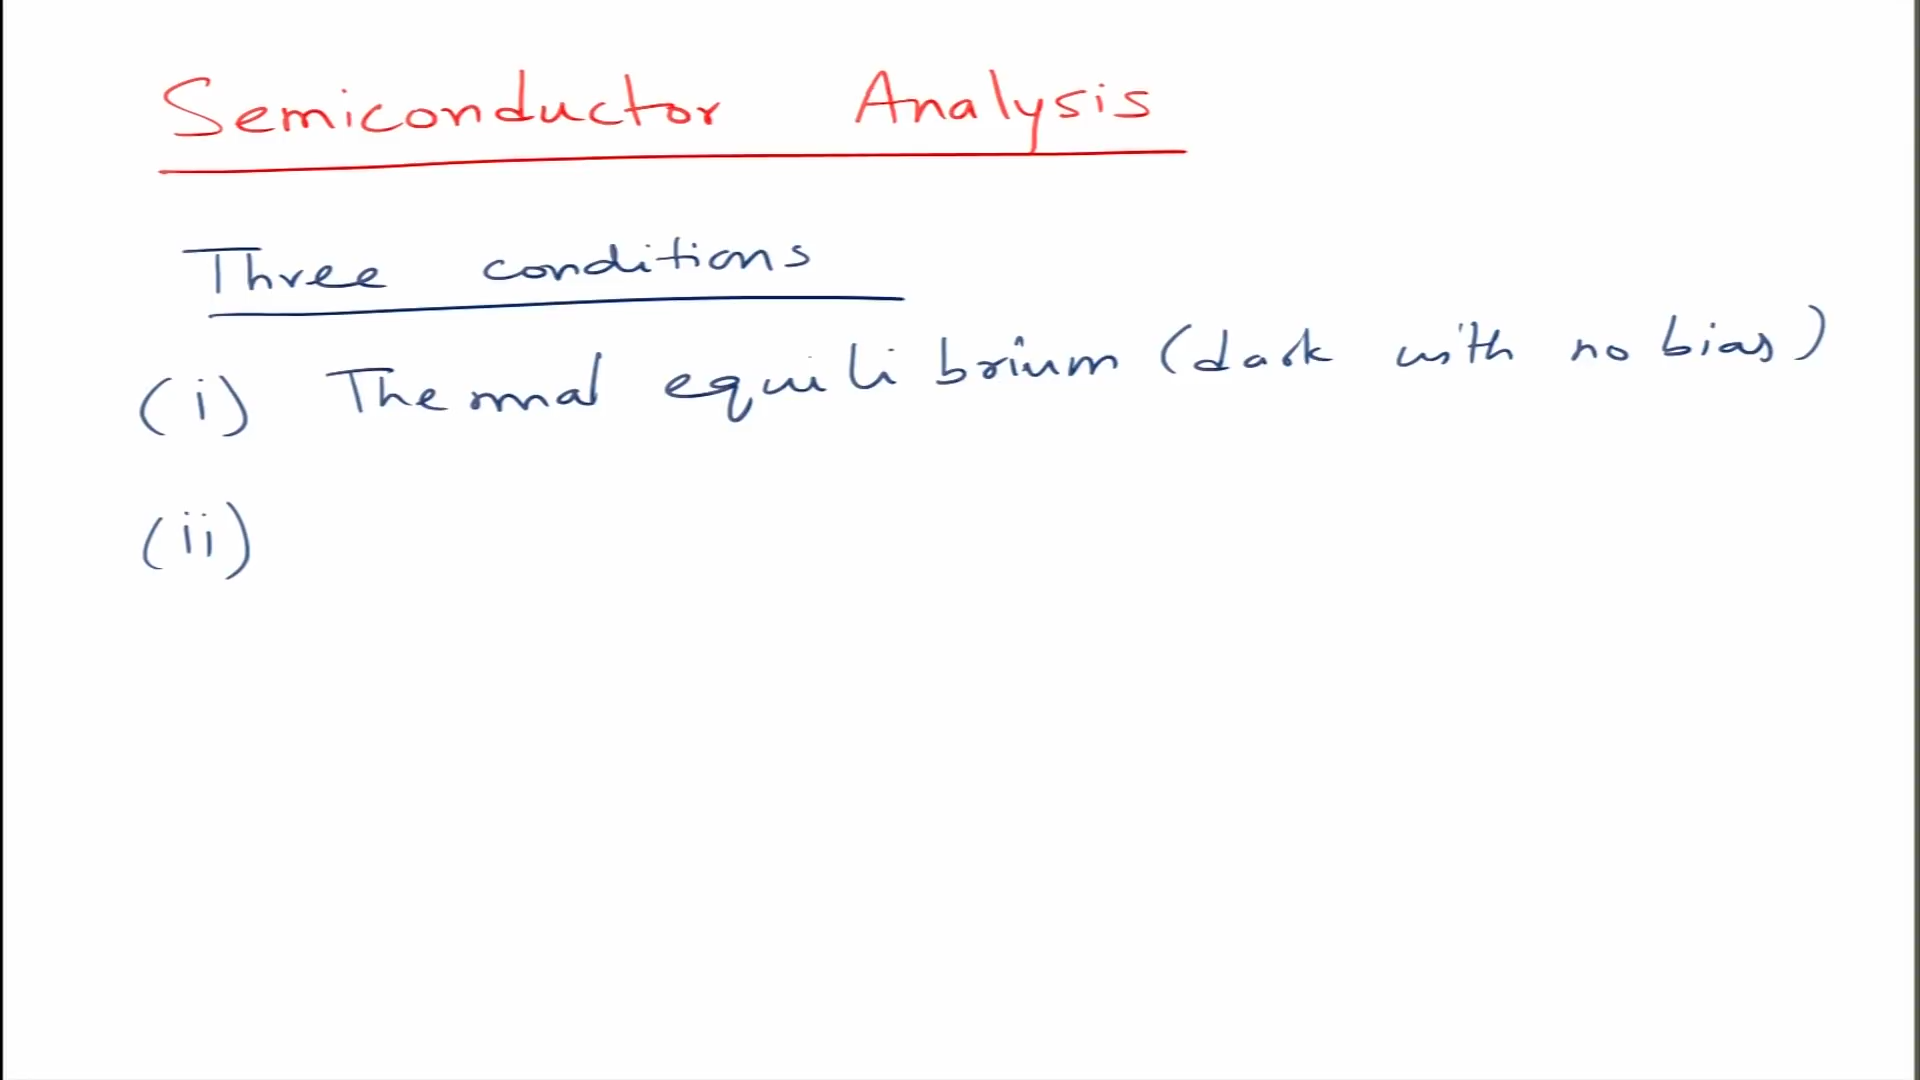 Semiconductor Analysis
Three conditions
(i) Thermal equilibrium (dark with no bias)
(ii)